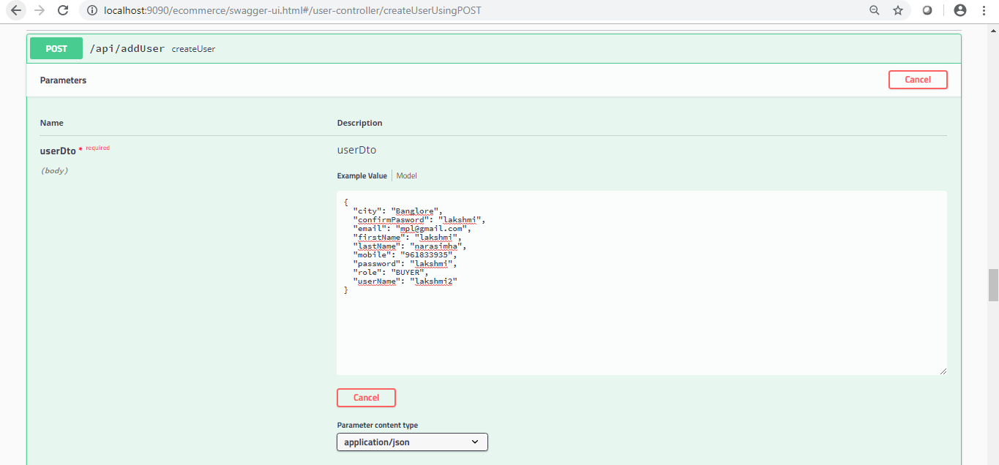 localhost:9090/ecommerce/swagger-ui.html#/user-controller/createUserUsingPOST
POST /api/addUser createUser
Parameters Cancel
Name Description
userDto * required userDto
(body)
Example Value Model
{
"city": "Banglore",
"confirmPasword": "lakshmi",
"email": "mpl@gmail.com",
"firstName": "lakshmi",
"lastName": "narasimha",
"mobile": "961833935",
"password": "lakshmi",
"role": "BUYER",
"userName": "lakshmi2"
}
Cancel
Parameter content type
application/json